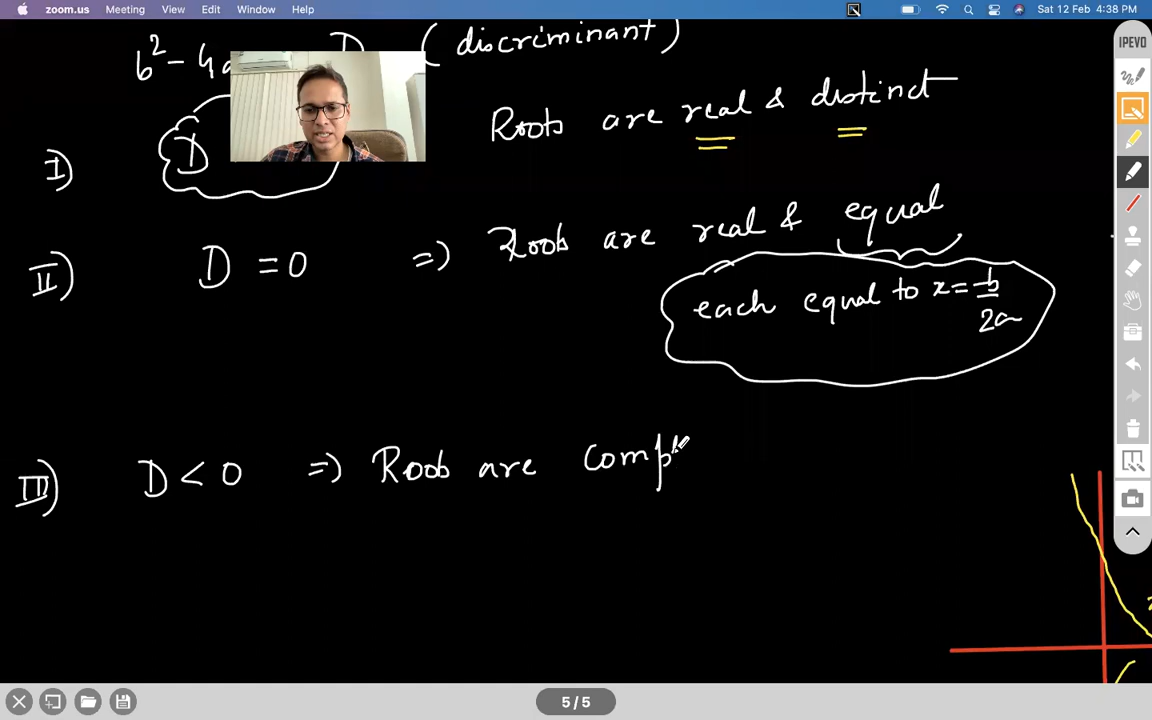 zoom.us Meeting View Edit Window Help Sat 12 Feb 4:38 PM
IPEVO
b² - 4a D (discriminant)
I) D Roots are real & distinct
II) D = 0 => Roots are real & equal
each equal to x = -b/2a
III) D < 0 => Roots are compl
5/5